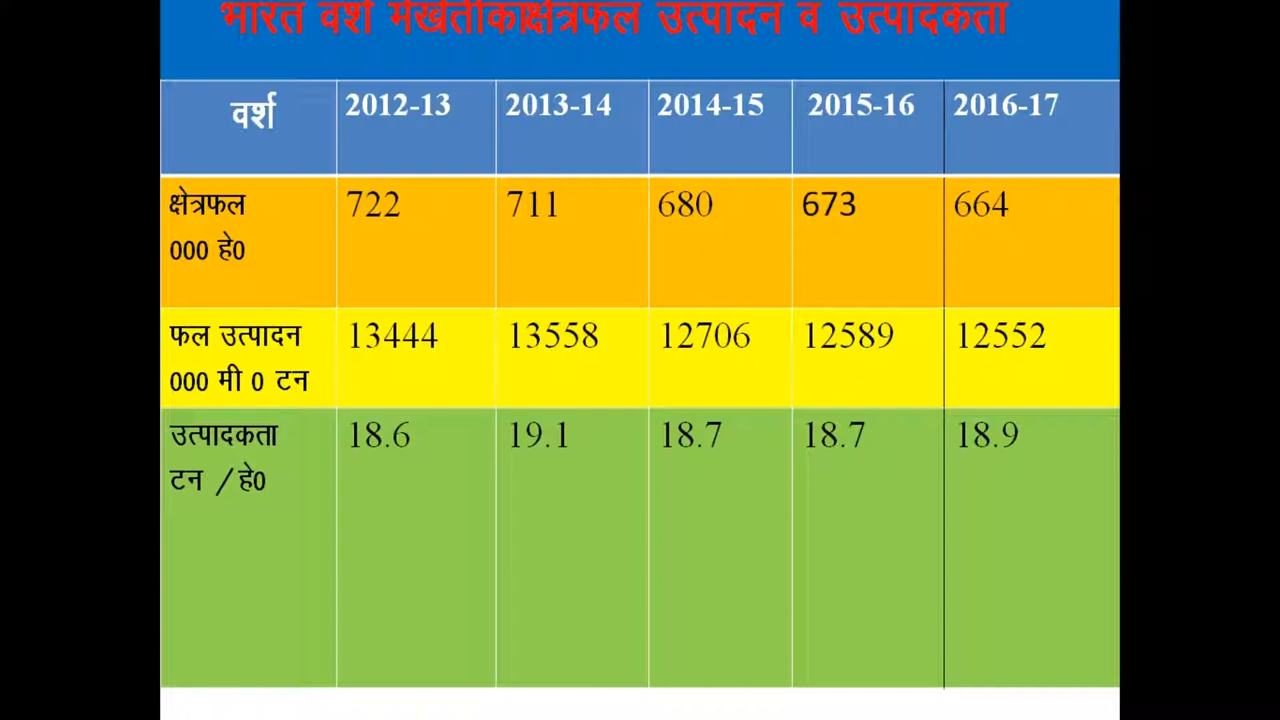 भारत वर्श मेंखेतीकाक्षेत्रफल उत्पादन व उत्पादकता
वर्श 2012-13 2013-14 2014-15 2015-16 2016-17
क्षेत्रफल 722 711 680 673 664
000 हे0
फल उत्पादन 13444 13558 12706 12589 12552
000 मी 0 टन
उत्पादकता 18.6 19.1 18.7 18.7 18.9
टन / हे0